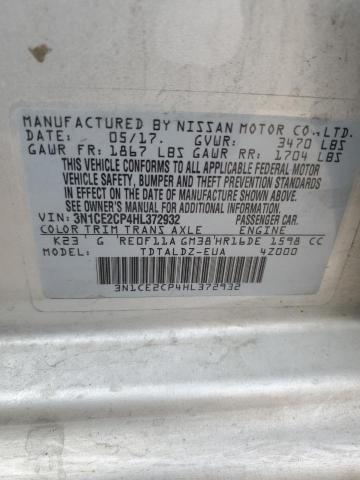 MANUFACTURED BY NISSAN MOTOR CO.,LTD.
DATE: 05/17. GVWR: 3470 LBS
GAWR FR: 1867 LBS GAWR RR: 1704 LBS
THIS VEHICLE CONFORMS TO ALL APPLICABLE FEDERAL MOTOR
VEHICLE SAFETY, BUMPER AND THEFT PREVENTION STANDARDS
IN EFFECT ON THE DATE OF MANUFACTURE SHOWN ABOVE.
SEE OWNER'S MANUAL FOR ADDITIONAL INFORMATION
VIN: 3N1CE2CP4HL372932 PASSENGER CAR.
COLOR TRIM TRANS AXLE ENGINE
K23 G RE0F11A GM38 HR16DE 1598 CC
MODEL: TDTALDZ-EUA 4Z000
3N1CE2CP4HL372932